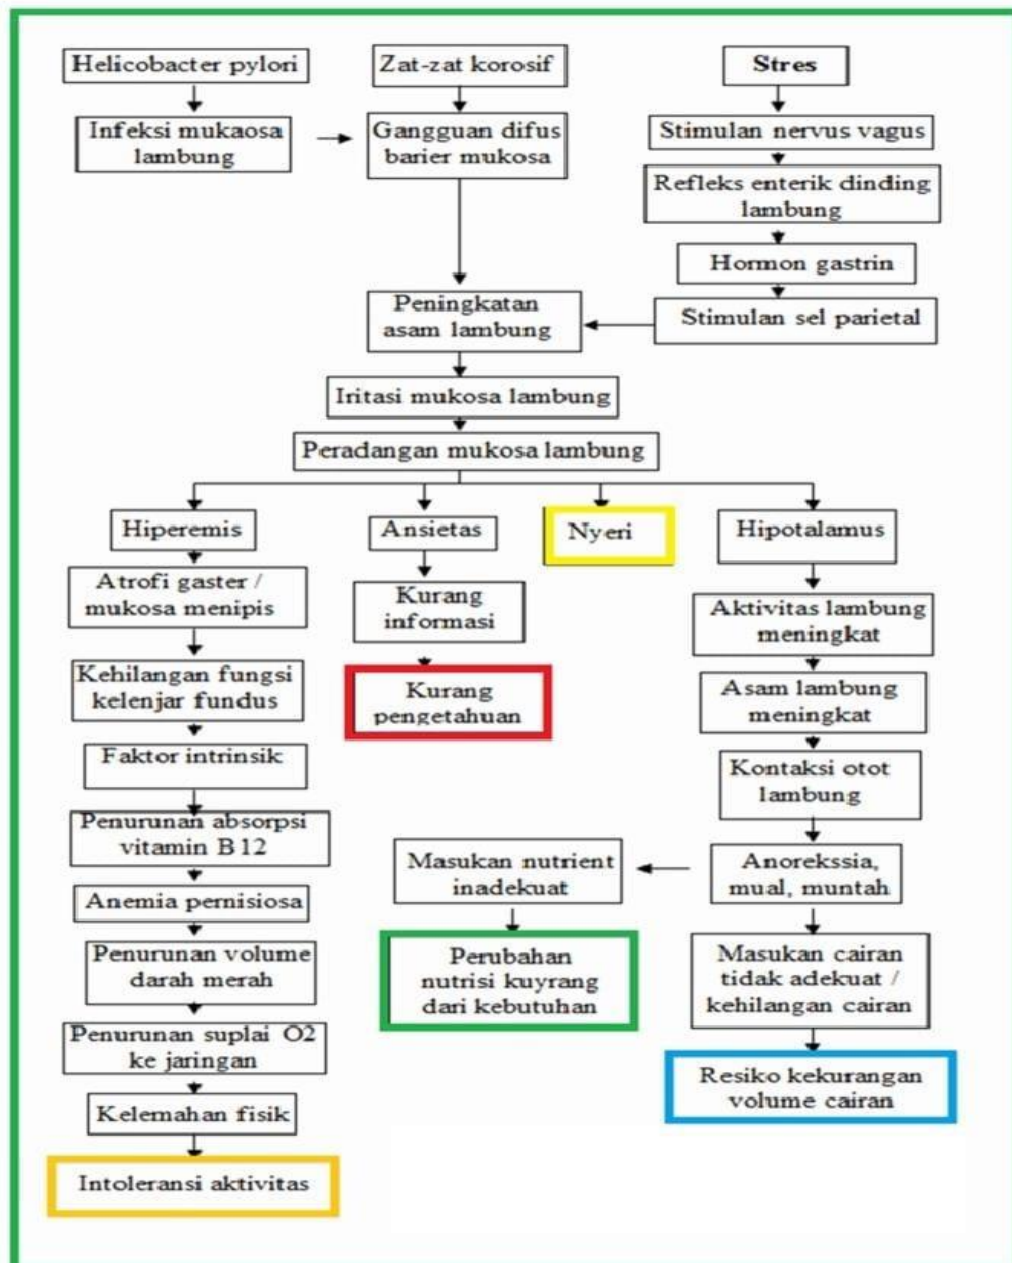 Helicobacter pylori
Zat-zat korosif
Stres
Infeksi mukaosa
lambung
Gangguan difus
barier mukosa
Stimulan nervus vagus
Refleks enterik dinding
lambung
Hormon gastrin
Stimulan sel parietal
Peningkatan
asam lambung
Iritasi mukosa lambung
Peradangan mukosa lambung
Hiperemis
Atrofi gaster /
mukosa menipis
Kehilangan fungsi
kelenjar fundus
Faktor intrinsik
Penurunan absorpsi
vitamin B12
Anemia pernisiosa
Penurunan volume
darah merah
Penurunan suplai O2
ke jaringan
Kelemahan fisik
Intoleransi aktivitas
Ansietas
Kurang
informasi
Kurang
pengetahuan
Nyeri
Hipotalamus
Aktivitas lambung
meningkat
Asam lambung
meningkat
Kontaksi otot
lambung
Anorekssia,
mual, muntah
Masukan nutrient
inadekuat
Perubahan
nutrisi kuyrang
dari kebutuhan
Masukan cairan
tidak adekuat /
kehilangan cairan
Resiko kekurangan
volume cairan